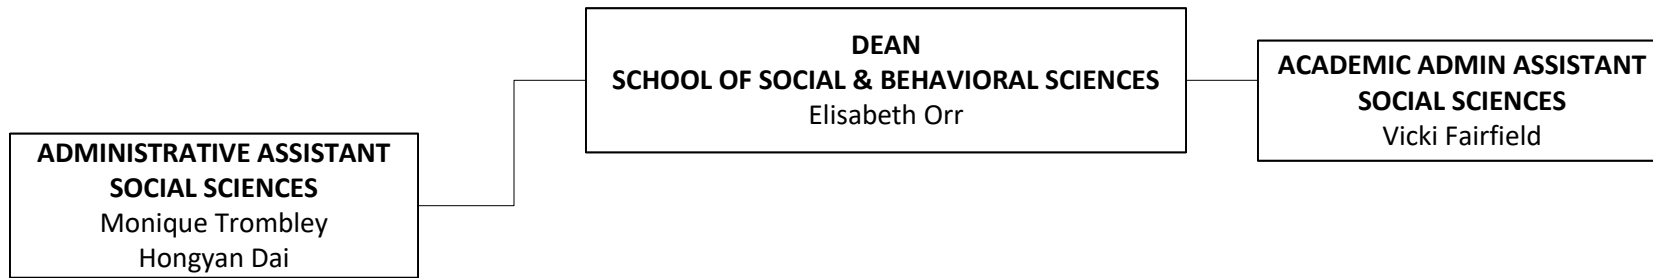 DEAN
SCHOOL OF SOCIAL & BEHAVIORAL SCIENCES
Elisabeth Orr
ACADEMIC ADMIN ASSISTANT
SOCIAL SCIENCES
Vicki Fairfield
ADMINISTRATIVE ASSISTANT
SOCIAL SCIENCES
Monique Trombley
Hongyan Dai